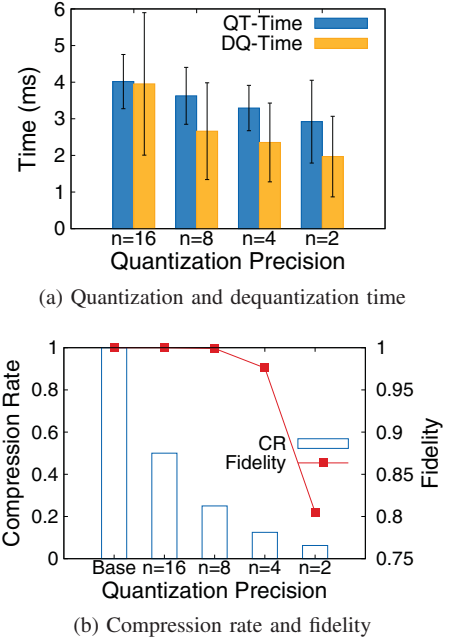 6
5
4
3
2
1
0
Time (ms)
QT-Time
DQ-Time
n=16 n=8 n=4 n=2
Quantization Precision
(a) Quantization and dequantization time
1
0.8
0.6
0.4
0.2
0
Compression Rate
CR
Fidelity
1
0.95
0.9
0.85
0.8
0.75
Fidelity
Base n=16 n=8 n=4 n=2
Quantization Precision
(b) Compression rate and fidelity